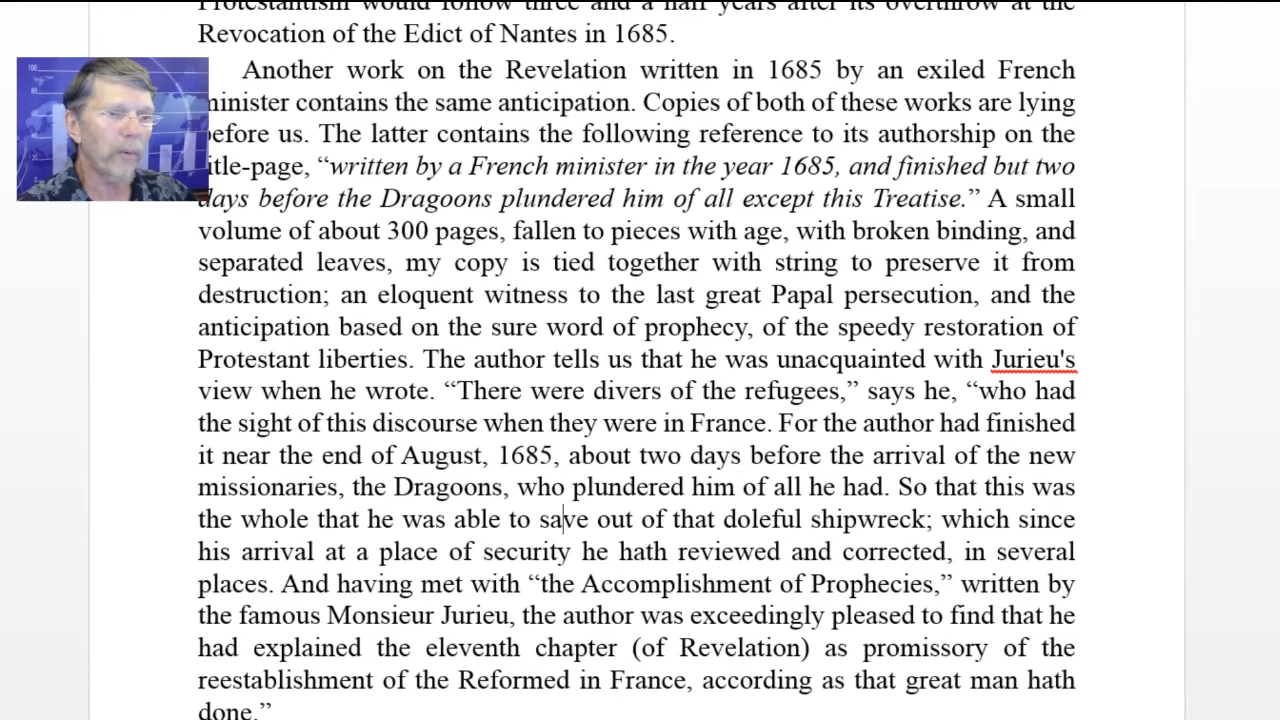 Protestantism would follow three and a half years after its overthrow at the
Revocation of the Edict of Nantes in 1685.
Another work on the Revelation written in 1685 by an exiled French
minister contains the same anticipation. Copies of both of these works are lying
before us. The latter contains the following reference to its authorship on the
title-page, “written by a French minister in the year 1685, and finished but two
days before the Dragoons plundered him of all except this Treatise.” A small
volume of about 300 pages, fallen to pieces with age, with broken binding, and
separated leaves, my copy is tied together with string to preserve it from
destruction; an eloquent witness to the last great Papal persecution, and the
anticipation based on the sure word of prophecy, of the speedy restoration of
Protestant liberties. The author tells us that he was unacquainted with Jurieu's
view when he wrote. “There were divers of the refugees,” says he, “who had
the sight of this discourse when they were in France. For the author had finished
it near the end of August, 1685, about two days before the arrival of the new
missionaries, the Dragoons, who plundered him of all he had. So that this was
the whole that he was able to save out of that doleful shipwreck; which since
his arrival at a place of security he hath reviewed and corrected, in several
places. And having met with “the Accomplishment of Prophecies,” written by
the famous Monsieur Jurieu, the author was exceedingly pleased to find that he
had explained the eleventh chapter (of Revelation) as promissory of the
reestablishment of the Reformed in France, according as that great man hath
done.”